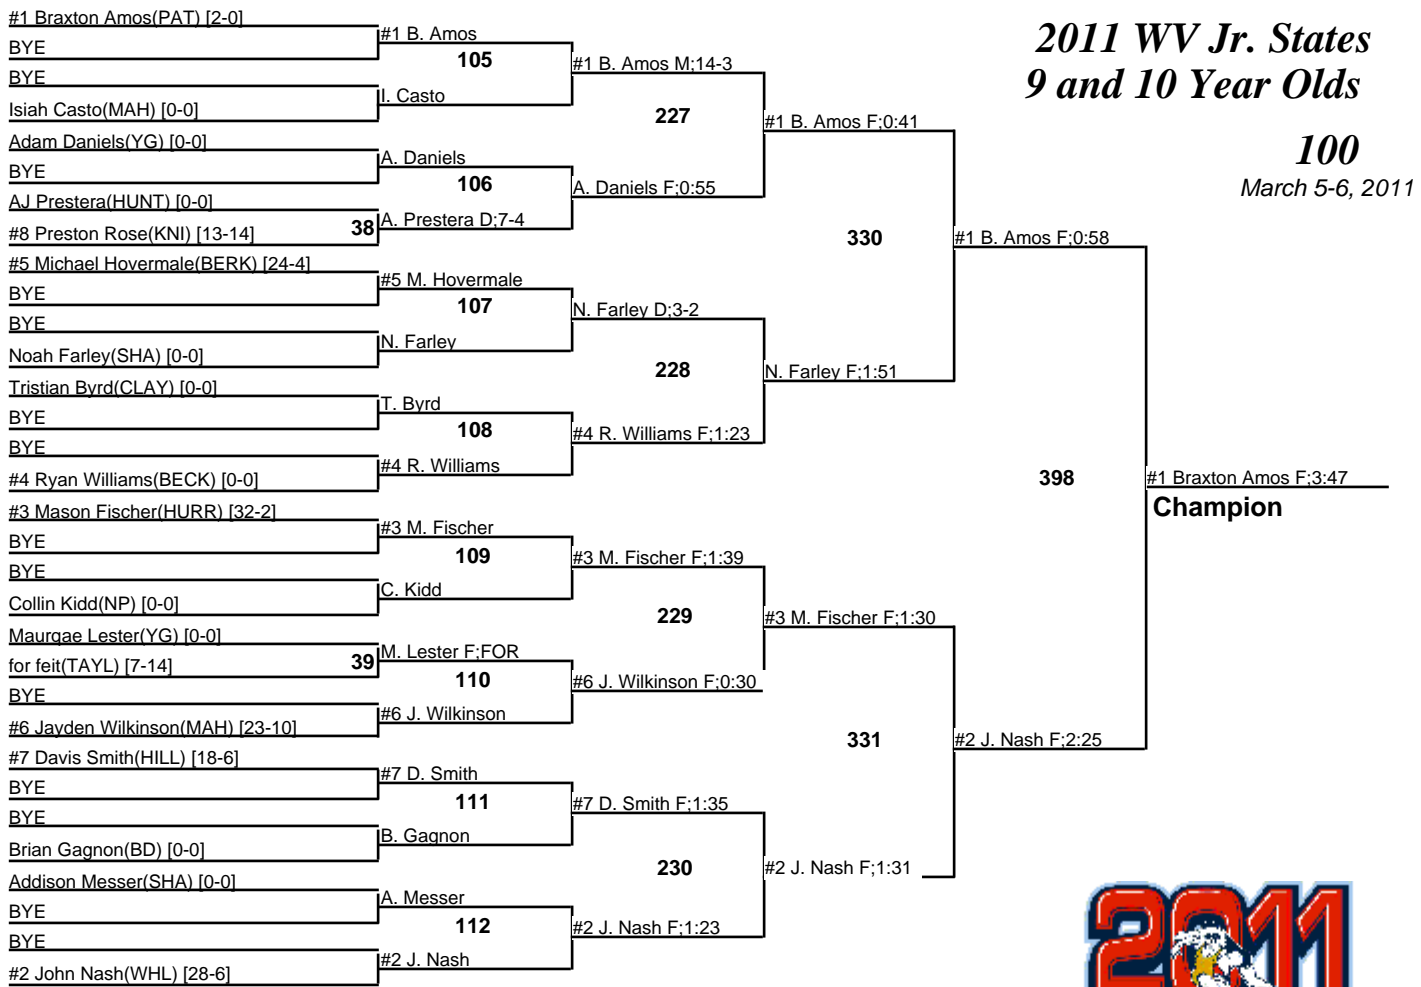 #1 Braxton Amos(PAT) [2-0]
BYE
BYE
Isiah Casto(MAH) [0-0]
Adam Daniels(YG) [0-0]
BYE
AJ Prestera(HUNT) [0-0]
#8 Preston Rose(KNI) [13-14]
#5 Michael Hovermale(BERK) [24-4]
BYE
BYE
Noah Farley(SHA) [0-0]
Tristian Byrd(CLAY) [0-0]
BYE
BYE
#4 Ryan Williams(BECK) [0-0]
#3 Mason Fischer(HURR) [32-2]
BYE
BYE
Collin Kidd(NP) [0-0]
Maurqae Lester(YG) [0-0]
for feit(TAYL) [7-14]
BYE
#6 Jayden Wilkinson(MAH) [23-10]
#7 Davis Smith(HILL) [18-6]
BYE
BYE
Brian Gagnon(BD) [0-0]
Addison Messer(SHA) [0-0]
BYE
BYE
#2 John Nash(WHL) [28-6]
38
39
#1 B. Amos
105
I. Casto
A. Daniels
106
A. Prestera D;7-4
#5 M. Hovermale
107
N. Farley
T. Byrd
108
#4 R. Williams
#3 M. Fischer
109
C. Kidd
M. Lester F;FOR
110
#6 J. Wilkinson
#7 D. Smith
111
B. Gagnon
A. Messer
112
#2 J. Nash
#1 B. Amos M;14-3
227
A. Daniels F;0:55
N. Farley D;3-2
228
#4 R. Williams F;1:23
#3 M. Fischer F;1:39
229
#6 J. Wilkinson F;0:30
#7 D. Smith F;1:35
230
#2 J. Nash F;1:23
#1 B. Amos F;0:41
330
N. Farley F;1:51
#3 M. Fischer F;1:30
331
#2 J. Nash F;1:31
#1 B. Amos F;0:58
398
#2 J. Nash F;2:25
#1 Braxton Amos F;3:47
Champion
2011 WV Jr. States
9 and 10 Year Olds
100
March 5-6, 2011
2011